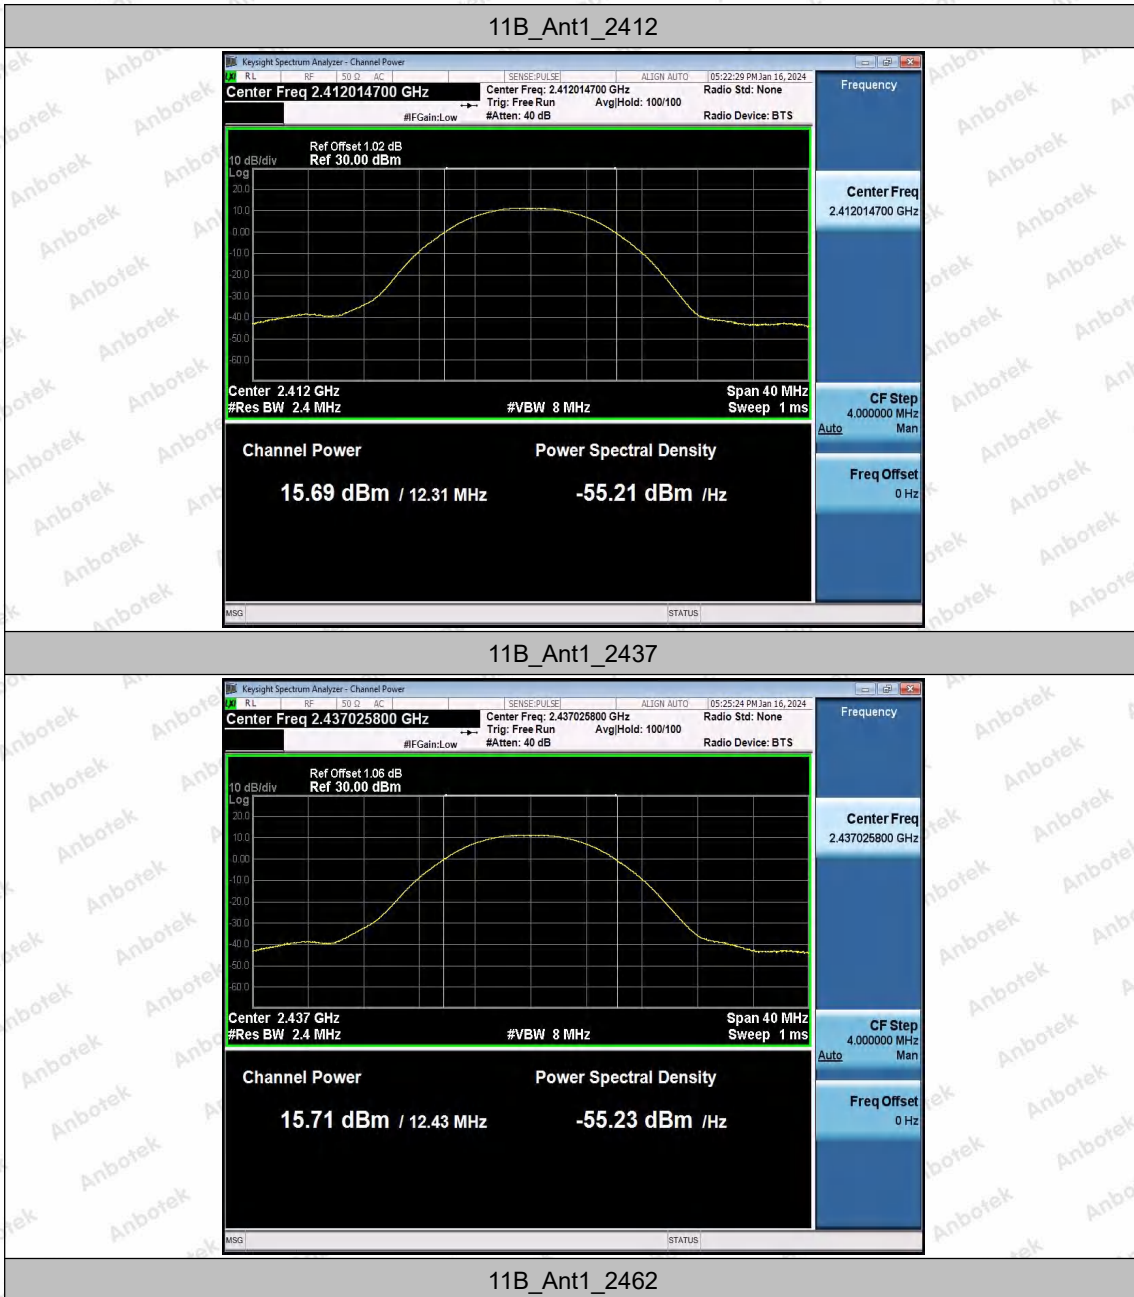 11B_Ant1_2412
Keysight Spectrum Analyzer - Channel Power
LXI RL RF 50 Ω AC SENSE:PULSE ALIGN AUTO 05:22:29 PM Jan 16, 2024
Center Freq 2.412014700 GHz
Center Freq: 2.412014700 GHz Radio Std: None
Trig: Free Run Avg|Hold: 100/100
#IFGain:Low #Atten: 40 dB Radio Device: BTS
Frequency
Ref Offset 1.02 dB
10 dB/div Ref 30.00 dBm
Log
20.0
10.0
0.00
-10.0
-20.0
-30.0
-40.0
-50.0
-60.0
Center Freq
2.412014700 GHz
Center 2.412 GHz Span 40 MHz
#Res BW 2.4 MHz #VBW 8 MHz Sweep 1 ms
CF Step
4.000000 MHz
Auto Man
Channel Power Power Spectral Density
15.69 dBm / 12.31 MHz -55.21 dBm /Hz
Freq Offset
0 Hz
MSG STATUS
11B_Ant1_2437
Keysight Spectrum Analyzer - Channel Power
LXI RL RF 50 Ω AC SENSE:PULSE ALIGN AUTO 05:25:24 PM Jan 16, 2024
Center Freq 2.437025800 GHz
Center Freq: 2.437025800 GHz Radio Std: None
Trig: Free Run Avg|Hold: 100/100
#IFGain:Low #Atten: 40 dB Radio Device: BTS
Frequency
Ref Offset 1.06 dB
10 dB/div Ref 30.00 dBm
Log
20.0
10.0
0.00
-10.0
-20.0
-30.0
-40.0
-50.0
-60.0
Center Freq
2.437025800 GHz
Center 2.437 GHz Span 40 MHz
#Res BW 2.4 MHz #VBW 8 MHz Sweep 1 ms
CF Step
4.000000 MHz
Auto Man
Channel Power Power Spectral Density
15.71 dBm / 12.43 MHz -55.23 dBm /Hz
Freq Offset
0 Hz
MSG STATUS
11B_Ant1_2462
Anbotek